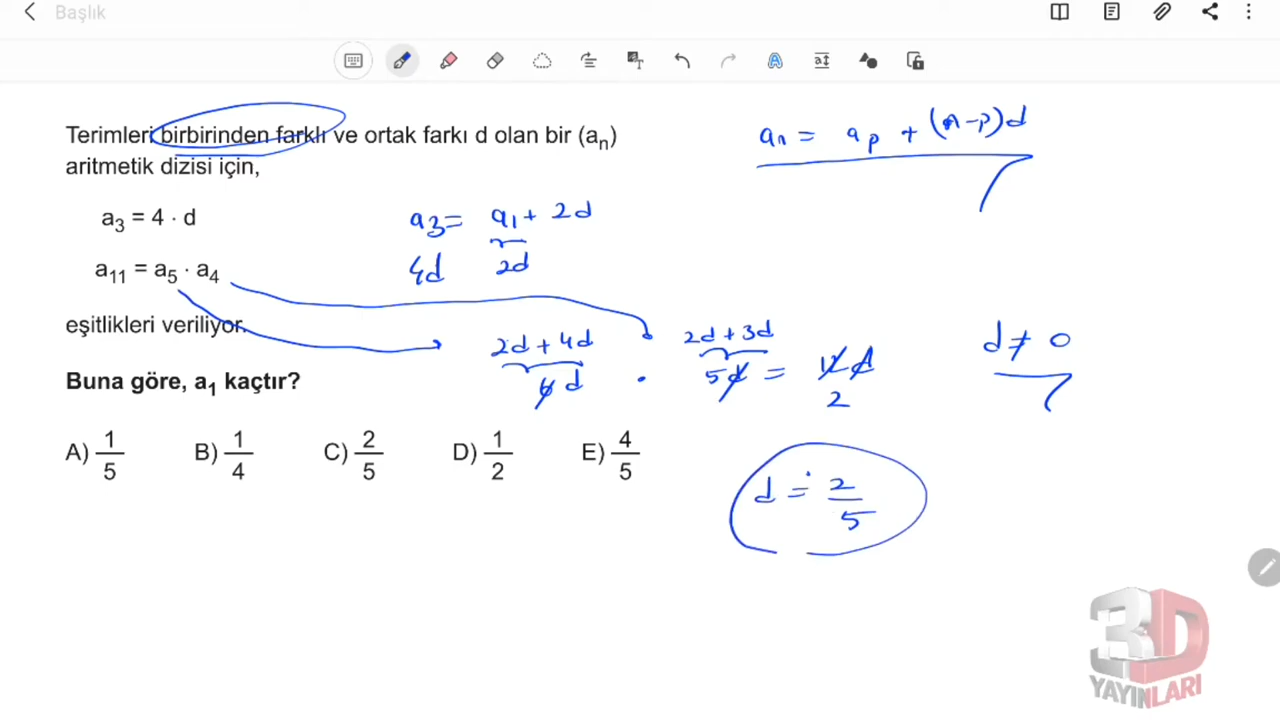 Başlık
Terimleri birbirinden farklı ve ortak farkı d olan bir (aₙ)
aritmetik dizisi için,
a₃ = 4 · d
a₁₁ = a₅ · a₄
eşitlikleri veriliyor.
Buna göre, a₁ kaçtır?
A) 1/5 B) 1/4 C) 2/5 D) 1/2 E) 4/5
aₙ = aₚ + (n-p)d
a₃ = a₁ + 2d
4d 2d
2d + 4d 2d + 3d
6d · 5d = 12d
2
d ≠ 0
d = 2/5
3D
YAYINLARI